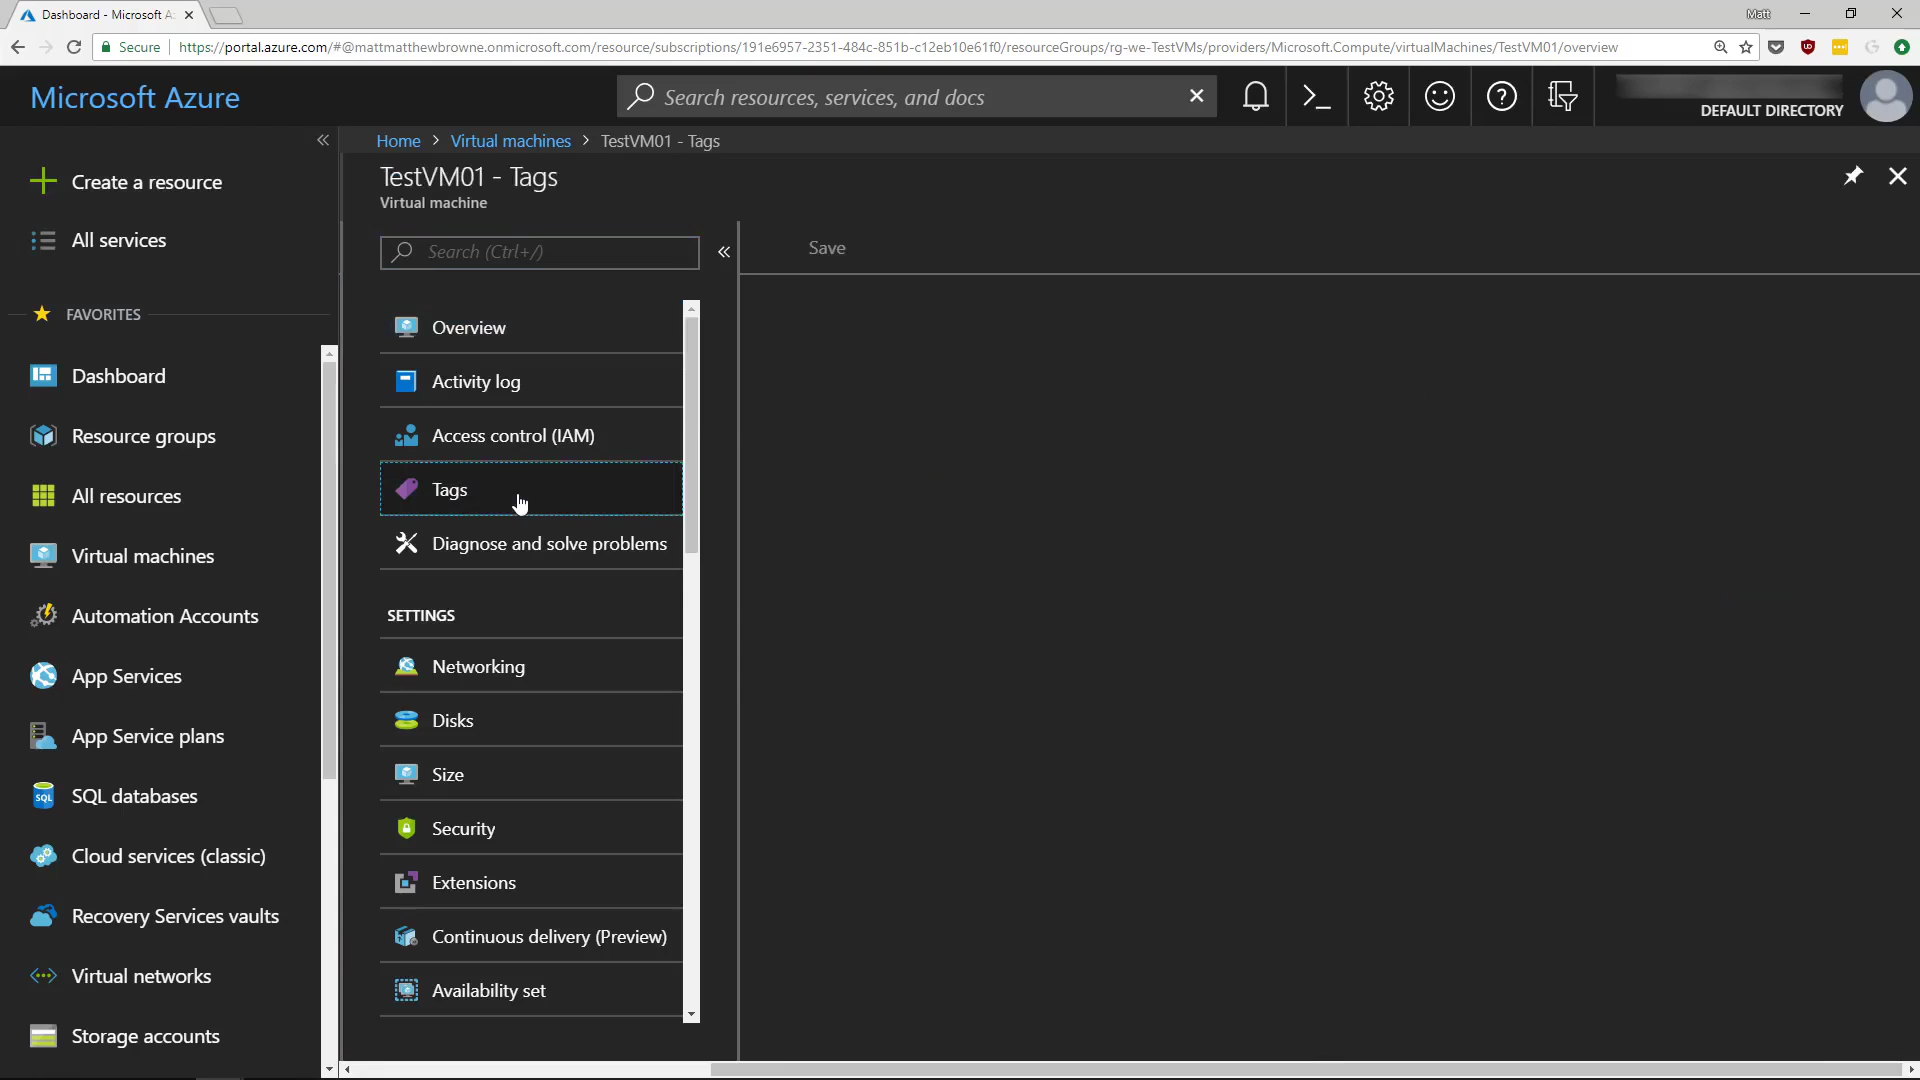 Dashboard - Microsoft A
Matt
Secure
https://portal.azure.com/#@mattmatthewbrowne.onmicrosoft.com/resource/subscriptions/191e6957-2351-484c-851b-c12eb10e61f0/resourceGroups/rg-we-TestVMs/providers/Microsoft.Compute/virtualMachines/TestVM01/overview
Microsoft Azure
Search resources, services, and docs
DEFAULT DIRECTORY
Home > Virtual machines > TestVM01 - Tags
TestVM01 - Tags
Virtual machine
Create a resource
All services
FAVORITES
Dashboard
Resource groups
All resources
Virtual machines
Automation Accounts
App Services
App Service plans
SQL databases
Cloud services (classic)
Recovery Services vaults
Virtual networks
Storage accounts
Search (Ctrl+/)
Overview
Activity log
Access control (IAM)
Tags
Diagnose and solve problems
SETTINGS
Networking
Disks
Size
Security
Extensions
Continuous delivery (Preview)
Availability set
Save